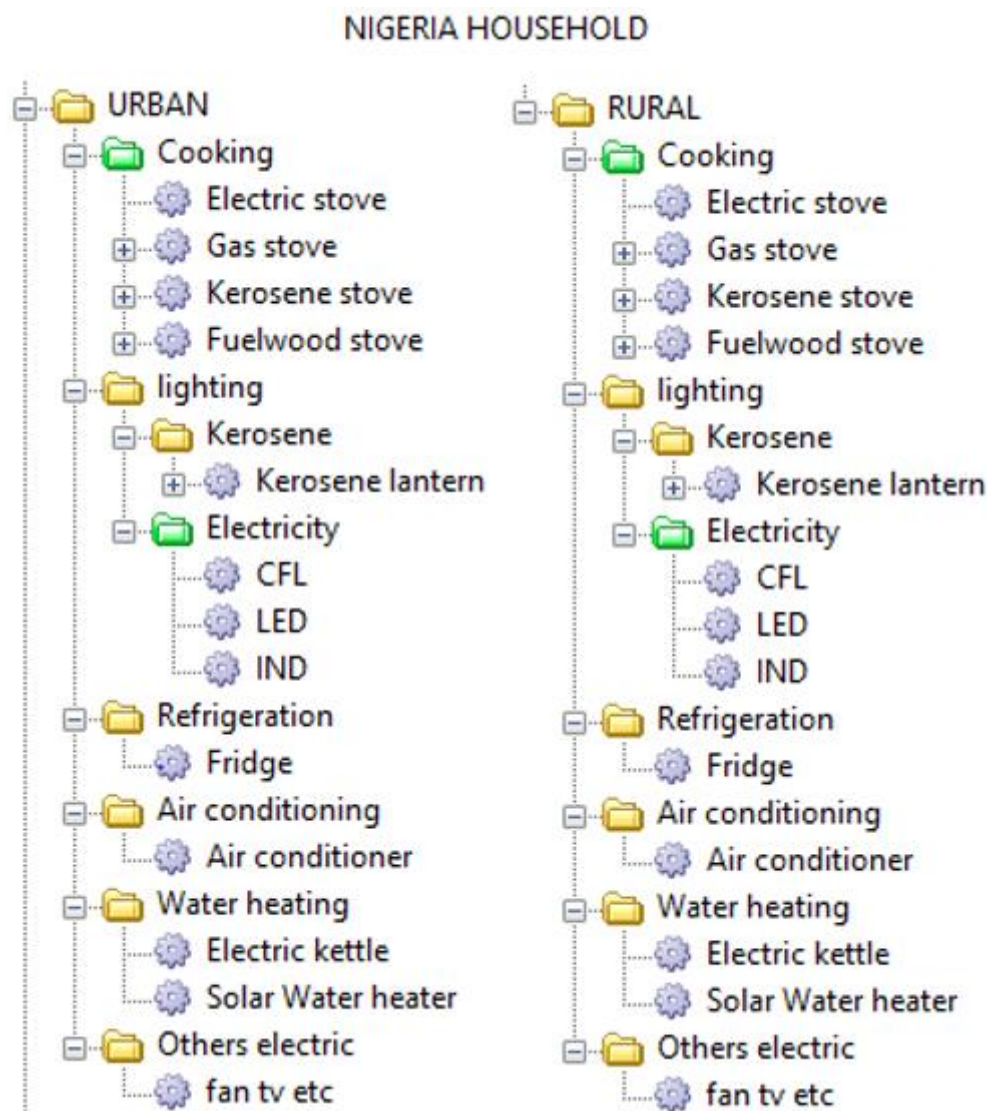 NIGERIA HOUSEHOLD
URBAN
Cooking
Electric stove
Gas stove
Kerosene stove
Fuelwood stove
lighting
Kerosene
Kerosene lantern
Electricity
CFL
LED
IND
Refrigeration
Fridge
Air conditioning
Air conditioner
Water heating
Electric kettle
Solar Water heater
Others electric
fan tv etc
RURAL
Cooking
Electric stove
Gas stove
Kerosene stove
Fuelwood stove
lighting
Kerosene
Kerosene lantern
Electricity
CFL
LED
IND
Refrigeration
Fridge
Air conditioning
Air conditioner
Water heating
Electric kettle
Solar Water heater
Others electric
fan tv etc